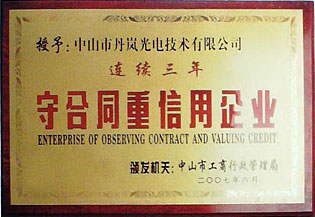 授予：中山市丹岚光电技术有限公司
连续三年
守合同重信用企业
ENTERPRISE OF OBSERVING CONTRACT AND VALUING CREDIT
颁发机关：中山市工商行政管理局
二〇〇七年六月